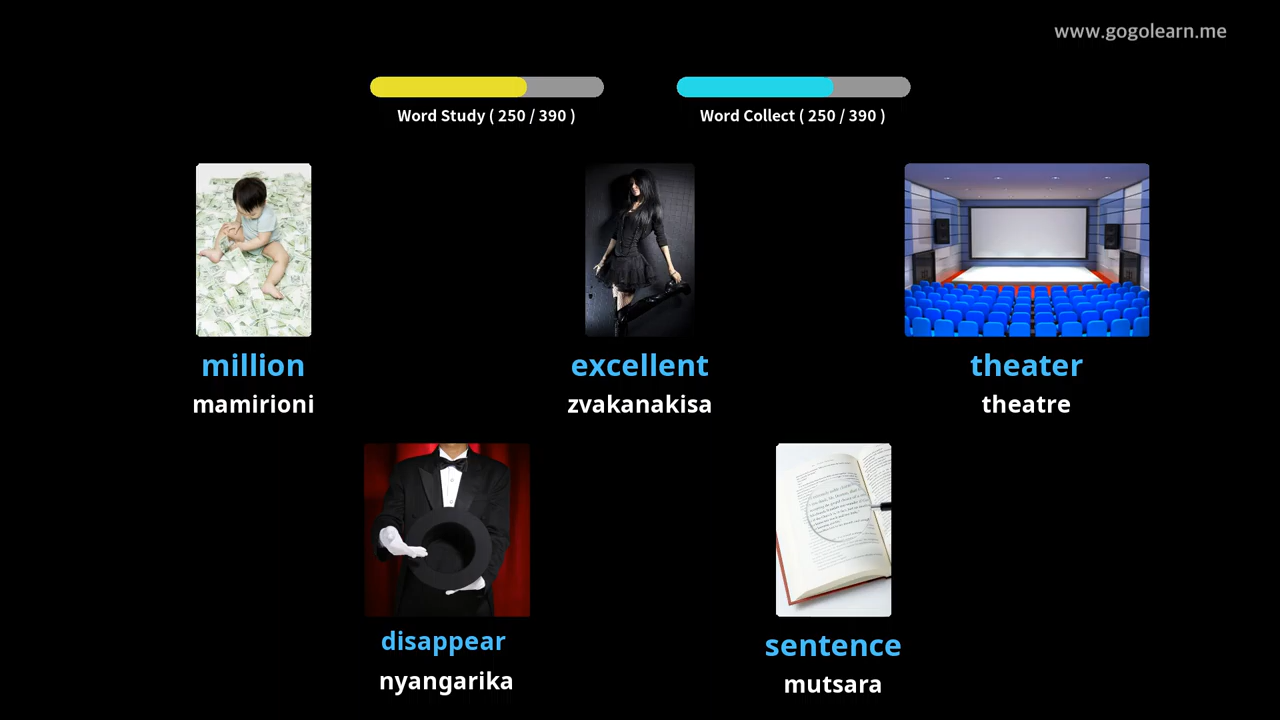 www.gogolearn.me
Word Study ( 250 / 390 )
Word Collect ( 250 / 390 )
million
mamirioni
excellent
zvakanakisa
theater
theatre
disappear
nyangarika
sentence
mutsara